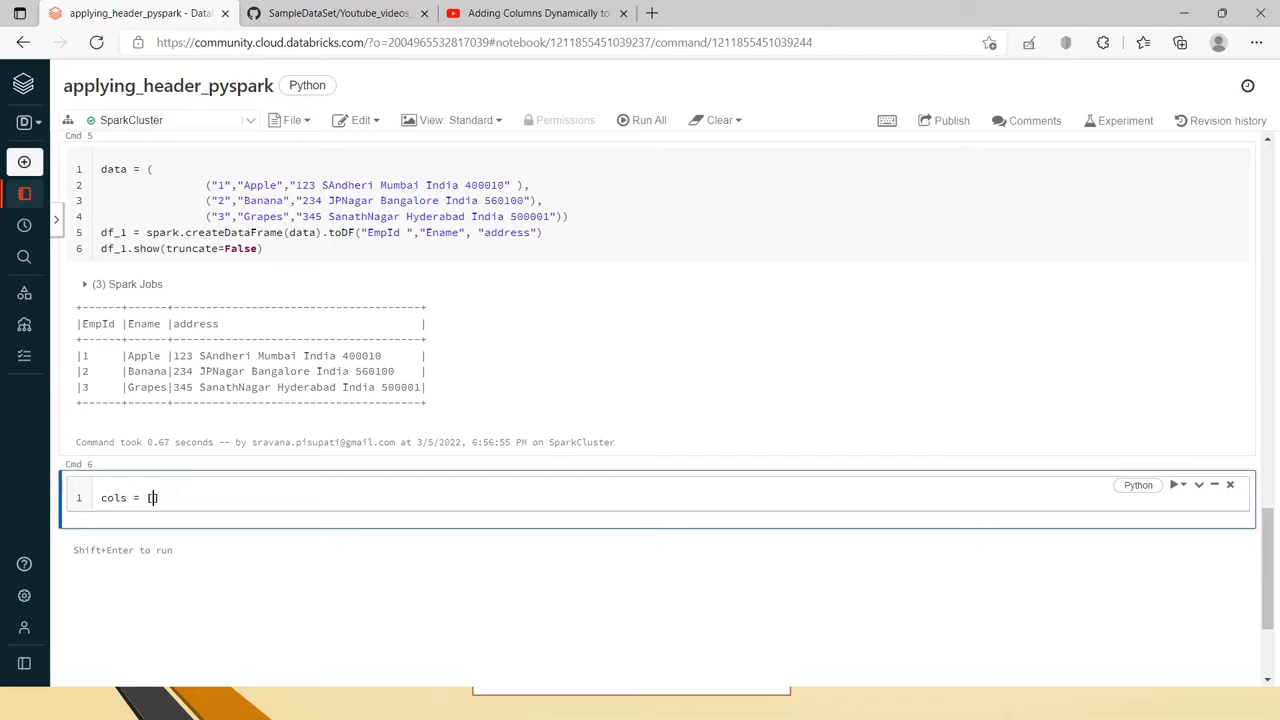 applying_header_pyspark - Datal
SampleDataSet/Youtube_videos_
Adding Columns Dynamically to
https://community.cloud.databricks.com/?o=2004965532817039#notebook/1211855451039237/command/1211855451039244
applying_header_pyspark Python
SparkCluster File Edit View: Standard Permissions Run All Clear Publish Comments Experiment Revision history
Cmd 5
1 data = (
2 ("1","Apple","123 SAndheri Mumbai India 400010" ),
3 ("2","Banana","234 JPNagar Bangalore India 560100"),
4 ("3","Grapes","345 SanathNagar Hyderabad India 500001"))
5 df_1 = spark.createDataFrame(data).toDF("EmpId ","Ename", "address")
6 df_1.show(truncate=False)
(3) Spark Jobs
+------+------+--------------------------------------+
|EmpId |Ename |address                               |
+------+------+--------------------------------------+
|1     |Apple |123 SAndheri Mumbai India 400010      |
|2     |Banana|234 JPNagar Bangalore India 560100    |
|3     |Grapes|345 SanathNagar Hyderabad India 500001|
+------+------+--------------------------------------+
Command took 0.67 seconds -- by sravana.pisupati@gmail.com at 3/5/2022, 6:56:55 PM on SparkCluster
Cmd 6
Python
1 cols = []
Shift+Enter to run